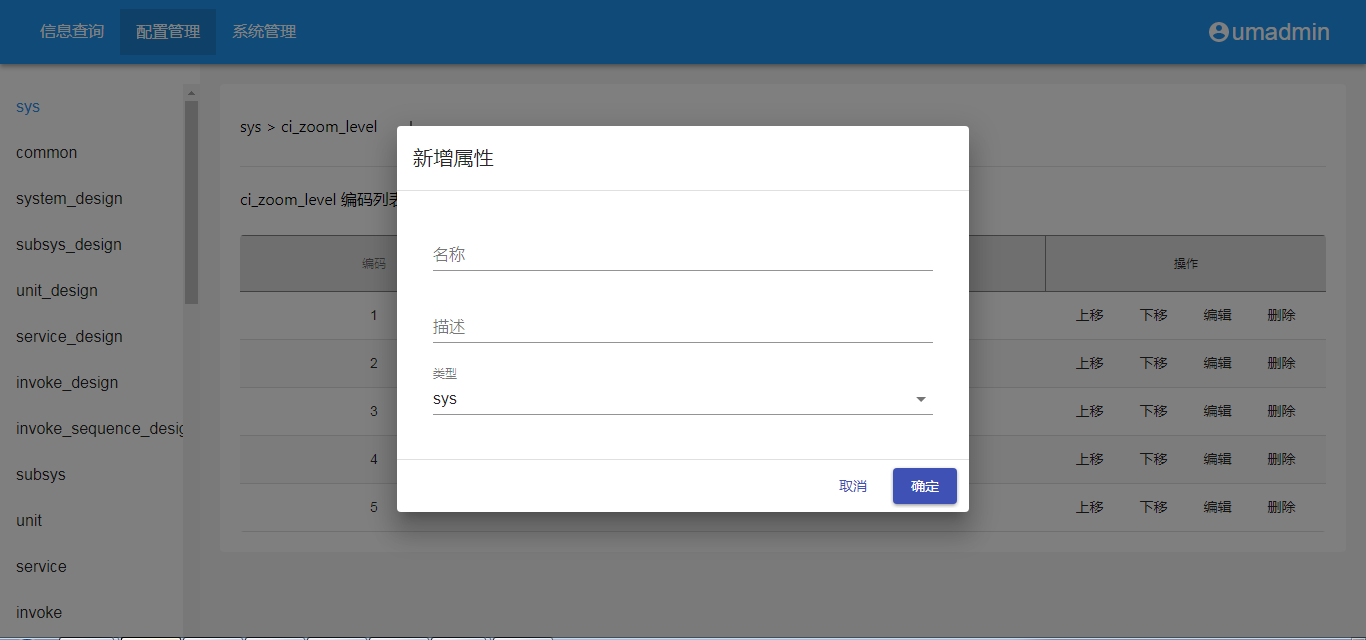 信息查询 配置管理 系统管理 umadmin
sys
common
system_design
subsys_design
unit_design
service_design
invoke_design
invoke_sequence_desig
subsys
unit
service
invoke
sys > ci_zoom_level
ci_zoom_level 编码列表
编码 操作
1 上移 下移 编辑 删除
2 上移 下移 编辑 删除
3 上移 下移 编辑 删除
4 上移 下移 编辑 删除
5 上移 下移 编辑 删除
新增属性
名称
描述
类型
sys
取消 确定